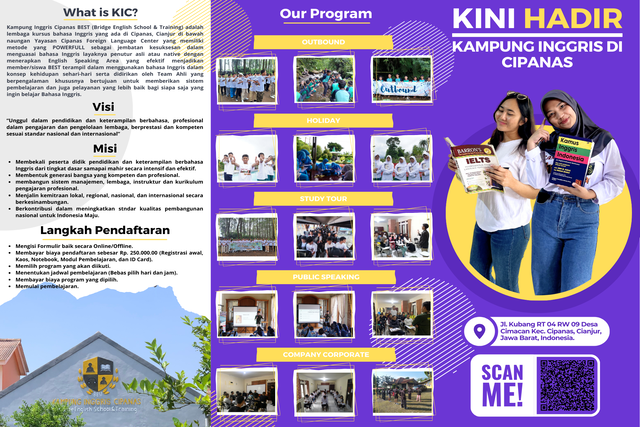 What is KIC?
Kampung Inggris Cipanas BEST (Bridge English School & Training) adalah
lembaga kursus bahasa Inggris yang ada di Cipanas, Cianjur di bawah
naungan Yayasan Cipanas Foreign Language Center yang memiliki
metode yang POWERFULL sebagai jembatan kesuksesan dalam
menguasai bahasa Inggris layaknya penutur asli atau native dengan
menerapkan English Speaking Area yang efektif menjadikan
member/siswa BEST terampil dalam menggunakan bahasa Inggris dalam
konsep kehidupan sehari-hari serta didirikan oleh Team Ahli yang
berpengalaman khususnya bertujuan untuk memberikan sistem
pembelajaran dan juga pelayanan yang lebih baik bagi siapa saja yang
ingin belajar Bahasa Inggris.
Visi
"Unggul dalam pendidikan dan keterampilan berbahasa, profesional
dalam pengajaran dan pengelolaan lembaga, berprestasi dan kompeten
sesuai standar nasional dan internasional"
Misi
Membekali peserta didik pendidikan dan keterampilan berbahasa
Inggris dari tingkat dasar sampai mahir secara intensif dan efektif.
Membentuk generasi bangsa yang kompeten dan profesional.
membangun sistem manajemen, lembaga, instruktur dan kurikulum
pengajaran profesional.
Menjalin kemitraan lokal, regional, nasional, dan internasional secara
berkesinambungan.
Berkontribusi dalam meningkatkan stndar kualitas pembangunan
nasional untuk Indonesia Maju.
Langkah Pendaftaran
Mengisi Formulir baik secara Online/Offline.
Membayar biaya pendaftaran sebesar Rp. 250.000.00 (Registrasi awal,
Kaos, Notebook, Modul Pembelajaran, dan ID Card).
Memilih program yang akan diikuti.
Menentukan jadwal pembelajaran (Bebas pilih hari dan jam).
Membayar biaya program yang dipilih.
Memulai pembelajaran.
Our Program
OUTBOUND
Outbound
HOLIDAY
STUDY TOUR
PUBLIC SPEAKING
COMPANY CORPORATE
KINI HADIR
KAMPUNG INGGRIS DI
CIPANAS
BARRON'S
IELTS
Kamus
Inggris
Indonesia
Jl. Kubang RT 04 RW 09 Desa
Cimacan Kec. Cipanas, Cianjur,
Jawa Barat, Indonesia.
SCAN
ME!